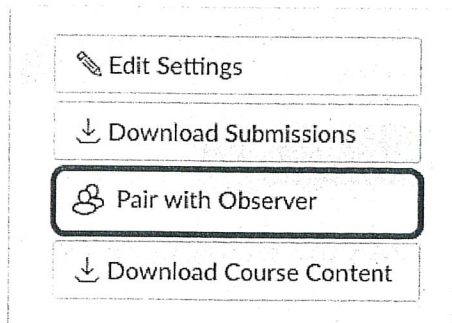 Edit Settings
Download Submissions
Pair with Observer
Download Course Content